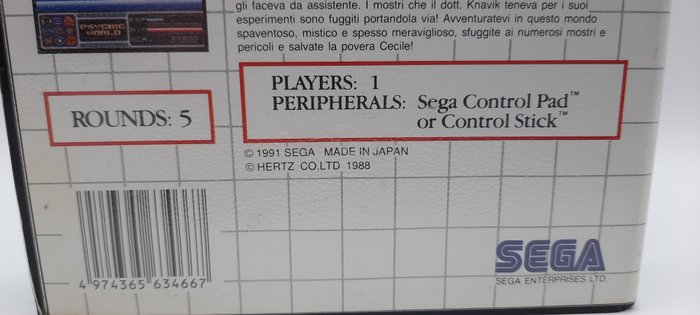 gli faceva da assistente. I mostri che il dott. Knavik teneva per i suoi
esperimenti sono fuggiti portandola via! Avventuratevi in questo mondo
spaventoso, mistico e spesso meraviglioso, sfuggite ai numerosi mostri e
pericoli e salvate la povera Cecile!
PSYCHIC
WORLD
ROUNDS: 5
PLAYERS: 1
PERIPHERALS: Sega Control Pad™
or Control Stick™
© 1991 SEGA MADE IN JAPAN
© HERTZ CO.LTD 1988
4 974365 634667
SEGA
SEGA ENTERPRISES LTD.